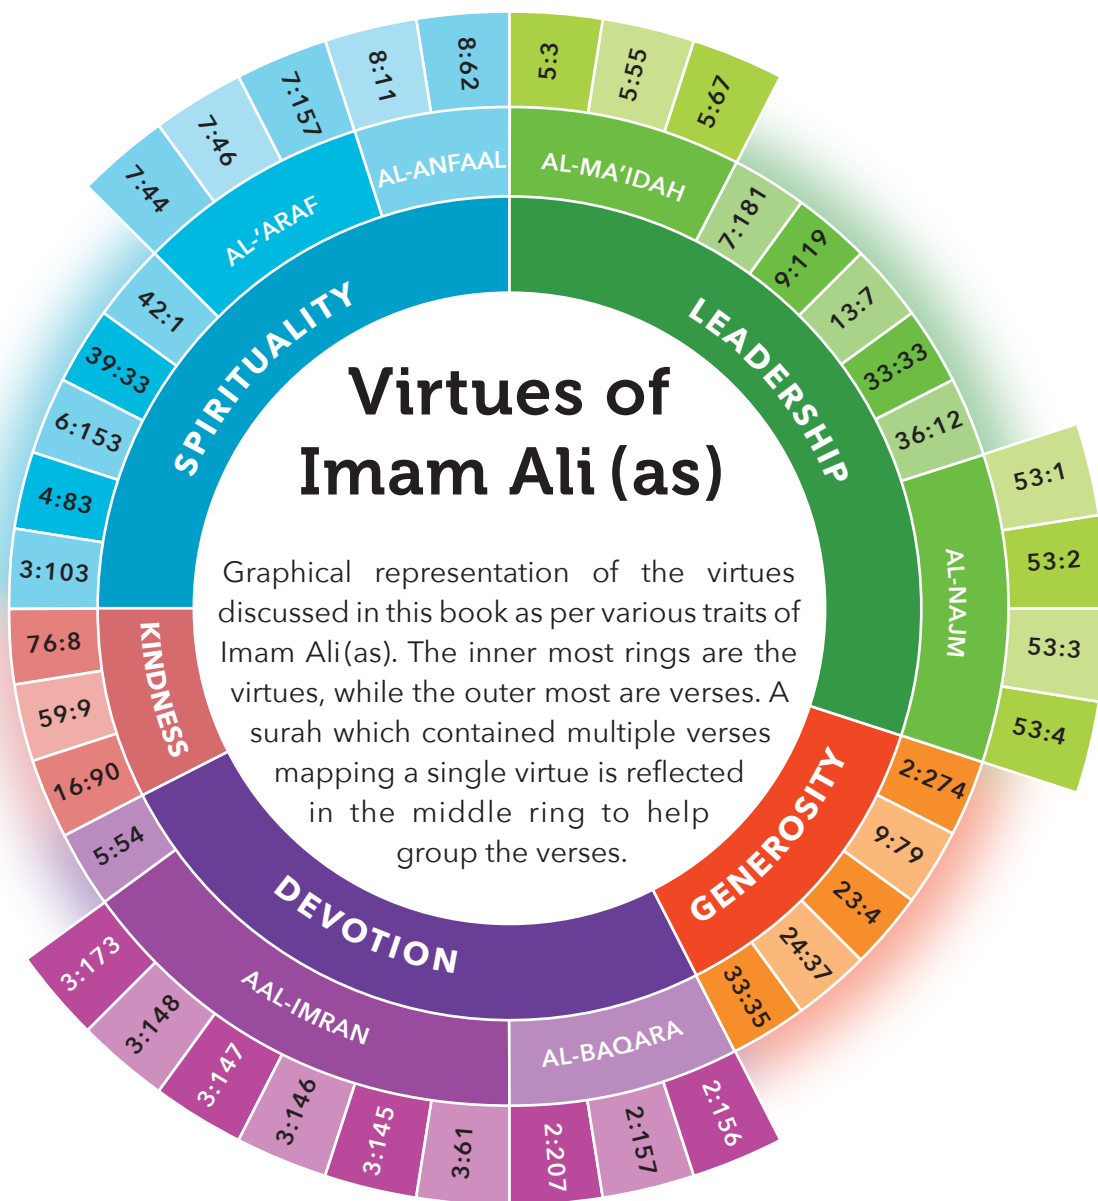 Virtues of
Imam Ali (as)
Graphical representation of the virtues
discussed in this book as per various traits of
Imam Ali(as). The inner most rings are the
virtues, while the outer most are verses. A
surah which contained multiple verses
mapping a single virtue is reflected
in the middle ring to help
group the verses.
LEADERSHIP
AL-MA'IDAH
5:3
5:55
5:67
7:181
9:119
13:7
33:33
36:12
AL-NAJM
53:1
53:2
53:3
53:4
GENEROSITY
2:274
9:79
23:4
24:37
33:35
DEVOTION
AL-BAQARA
2:156
2:157
2:207
AAL-IMRAN
3:61
3:145
3:146
3:147
3:148
3:173
5:54
KINDNESS
16:90
59:9
76:8
SPIRITUALITY
3:103
4:83
6:153
39:33
42:1
AL-'ARAF
7:44
7:46
7:157
AL-ANFAAL
8:11
8:62